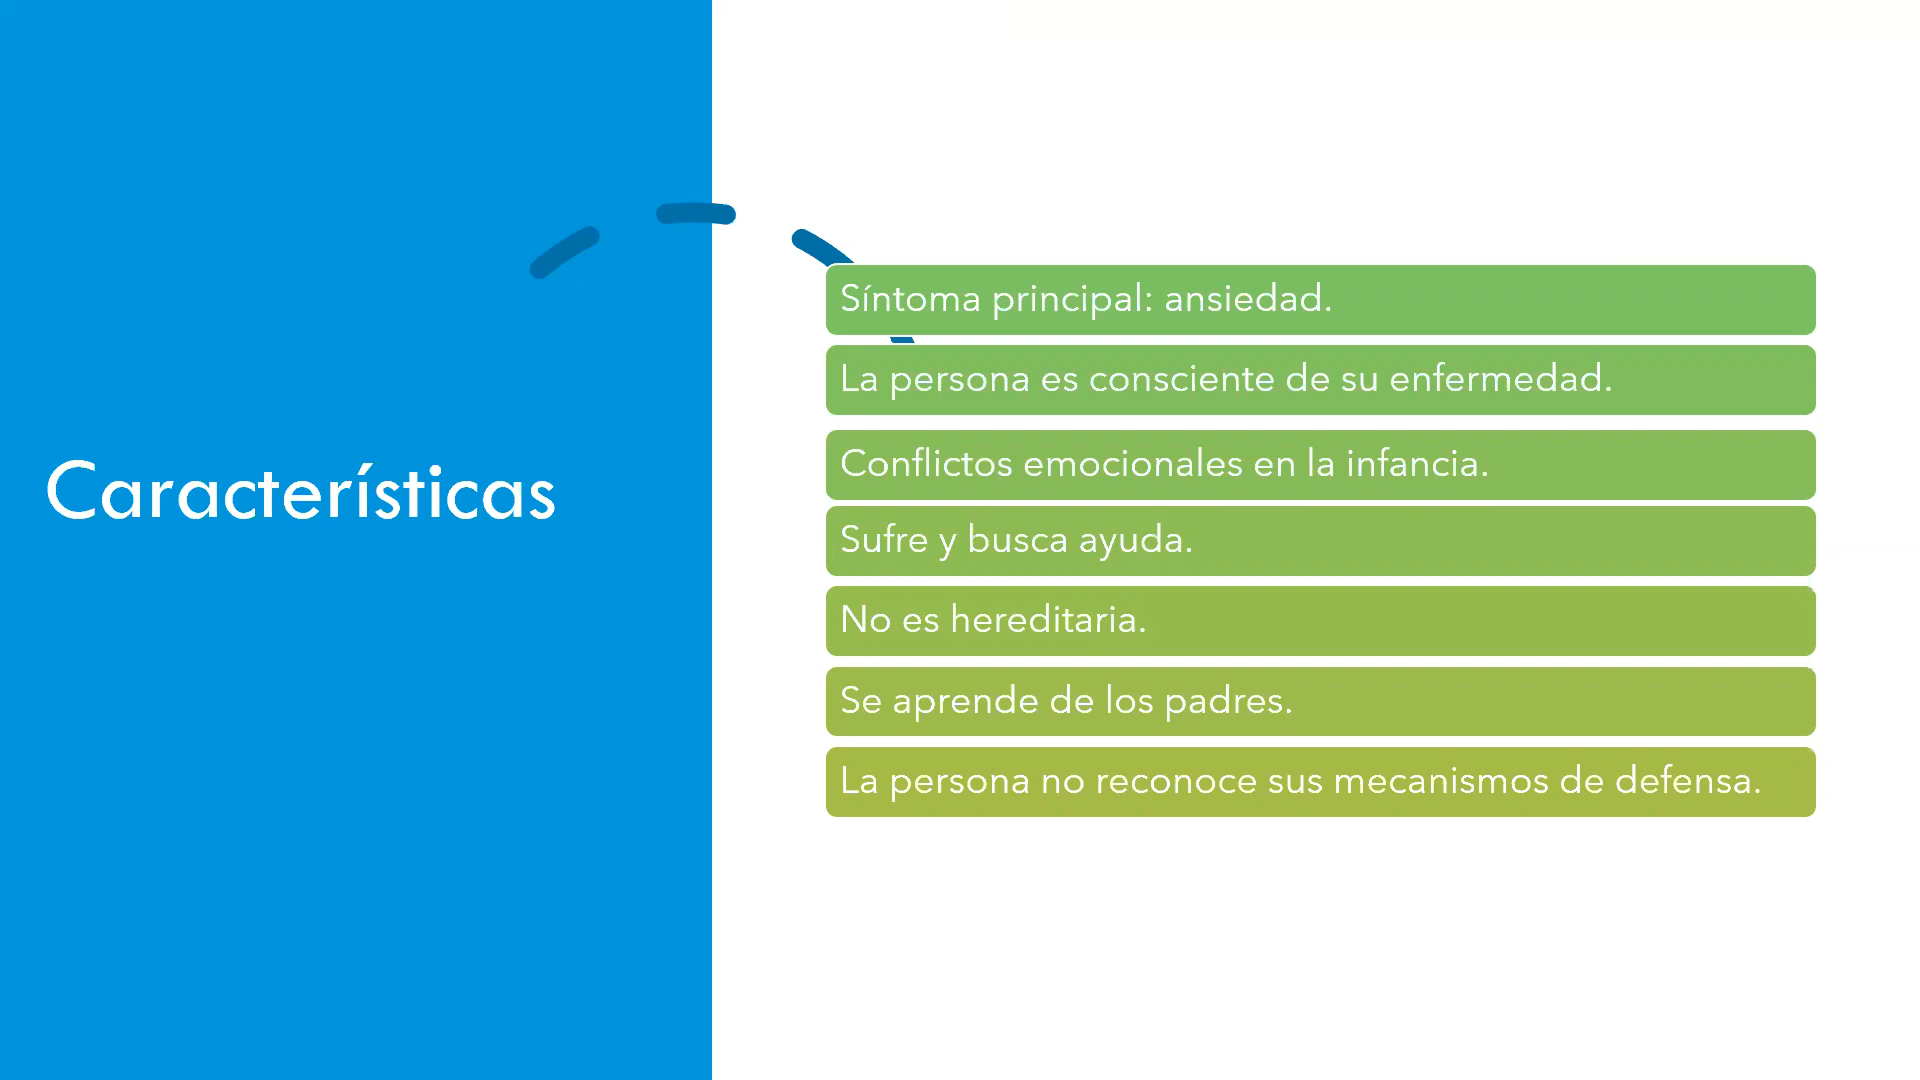 Características
Síntoma principal: ansiedad.
La persona es consciente de su enfermedad.
Conflictos emocionales en la infancia.
Sufre y busca ayuda.
No es hereditaria.
Se aprende de los padres.
La persona no reconoce sus mecanismos de defensa.